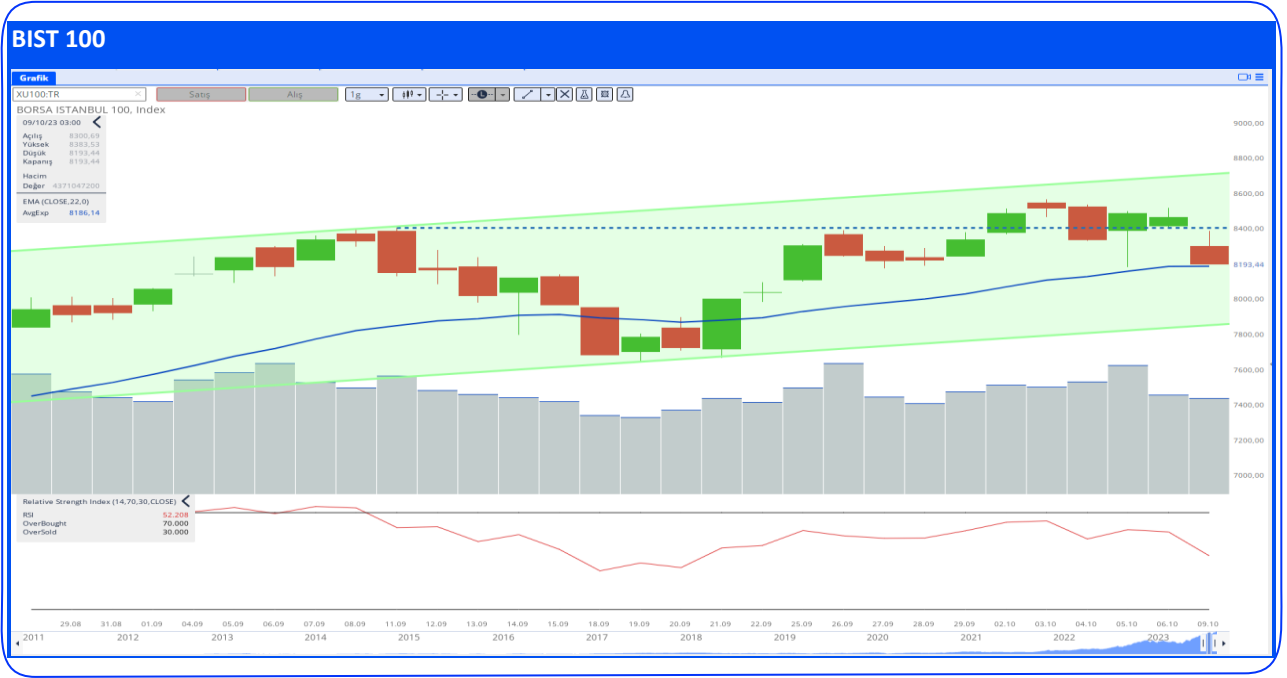 BIST 100
Grafik
XU100:TR
Satış
Alış
1g
BORSA ISTANBUL 100, Index
09/10/23 03:00
Açılış 8300,69
Yüksek 8383,53
Düşük 8193,44
Kapanış 8193,44
Hacim
Değer 4371047200
EMA (CLOSE,22,0)
AvgExp 8186,14
9000,00
8800,00
8600,00
8400,00
8193,44
8000,00
7800,00
7600,00
7400,00
7200,00
7000,00
Relative Strength Index (14,70,30,CLOSE)
RSI 52.208
OverBought 70.000
OverSold 30.000
29.08 31.08 01.09 04.09 05.09 06.09 07.09 08.09 11.09 12.09 13.09 14.09 15.09 18.09 19.09 20.09 21.09 22.09 25.09 26.09 27.09 28.09 29.09 02.10 03.10 04.10 05.10 06.10 09.10
2011 2012 2013 2014 2015 2016 2017 2018 2019 2020 2021 2022 2023